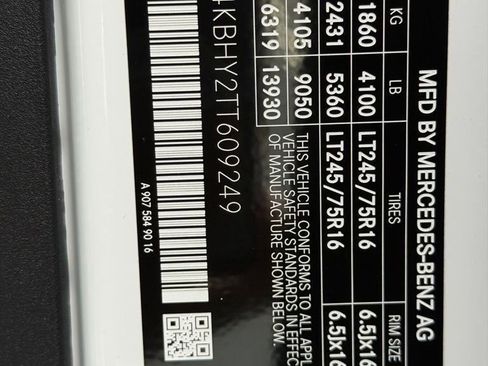 MFD BY MERCEDES-BENZ AG
KG LB TIRES RIM SIZE
1860 4100 LT245/75R16 6.5Jx16
2431 5360 LT245/75R16 6.5Jx16
4105 9050
6319 13930
THIS VEHICLE CONFORMS TO ALL
VEHICLE SAFETY STANDARDS IN
OF MANUFACTURE SHOWN BELOW.
KBHY2TT609249
A 907 584 90 16